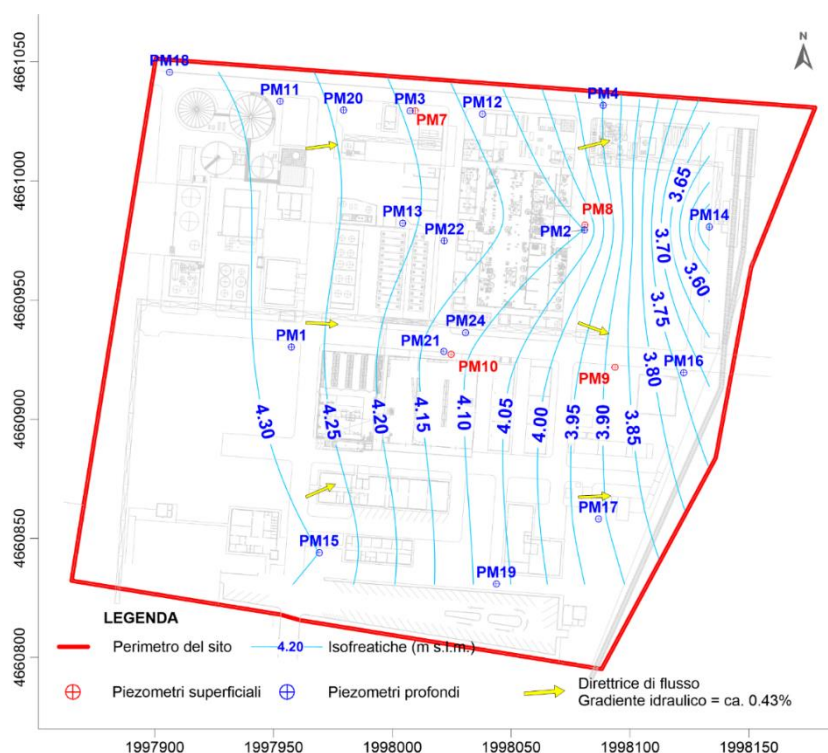 4661050
4661000
4660950
4660900
4660850
4660800
N
PM18
PM11
PM20
PM3
PM7
PM12
PM4
3.65
PM13
PM22
PM8
PM2
PM14
3.70
3.60
3.75
PM1
PM21
PM24
PM10
PM9
PM16
3.80
4.30
4.25
4.20
4.15
4.10
4.05
4.00
3.95
3.90
3.85
PM17
PM15
PM19
LEGENDA
Perimetro del sito
4.20
Isofreatiche (m s.l.m.)
Piezometri superficiali
Piezometri profondi
Direttrice di flusso
Gradiente idraulico = ca. 0.43%
1997900
1997950
1998000
1998050
1998100
1998150